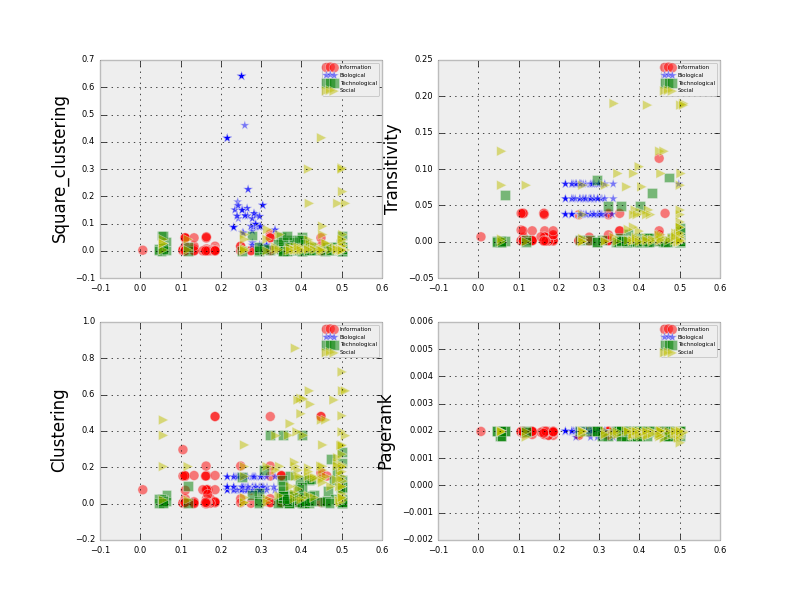 Square_clustering
0.7
0.6
0.5
0.4
0.3
0.2
0.1
0.0
−0.1
−0.1 0.0 0.1 0.2 0.3 0.4 0.5 0.6
Information
Biological
Technological
Social
Transitivity
0.25
0.20
0.15
0.10
0.05
0.00
−0.05
−0.1 0.0 0.1 0.2 0.3 0.4 0.5 0.6
Information
Biological
Technological
Social
Clustering
1.0
0.8
0.6
0.4
0.2
0.0
−0.2
−0.1 0.0 0.1 0.2 0.3 0.4 0.5 0.6
Information
Biological
Technological
Social
Pagerank
0.006
0.005
0.004
0.003
0.002
0.001
0.000
−0.001
−0.002
−0.1 0.0 0.1 0.2 0.3 0.4 0.5 0.6
Information
Biological
Technological
Social